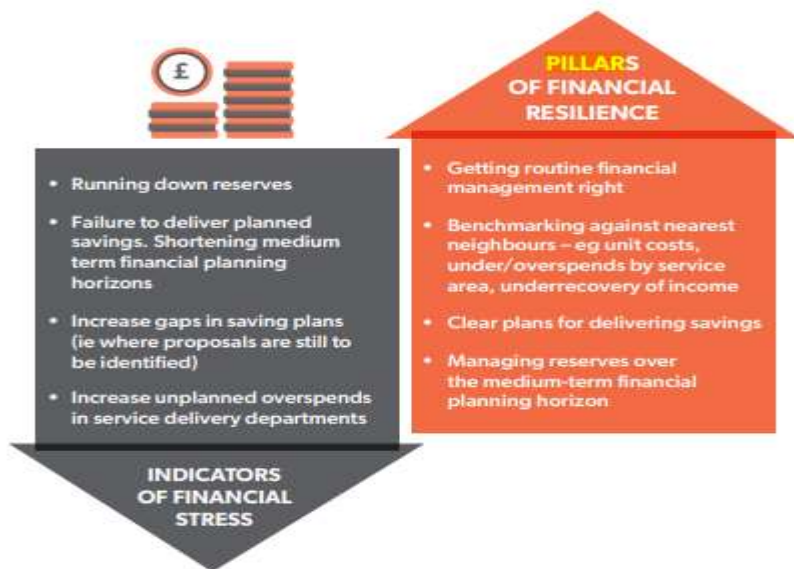 £
• Running down reserves
• Failure to deliver planned
savings. Shortening medium
term financial planning
horizons
• Increase gaps in saving plans
(ie where proposals are still to
be identified)
• Increase unplanned overspends
in service delivery departments
INDICATORS
OF FINANCIAL
STRESS
PILLARS
OF FINANCIAL
RESILIENCE
• Getting routine financial
management right
• Benchmarking against nearest
neighbours – eg unit costs,
under/overspends by service
area, underrecovery of income
• Clear plans for delivering savings
• Managing reserves over
the medium-term financial
planning horizon